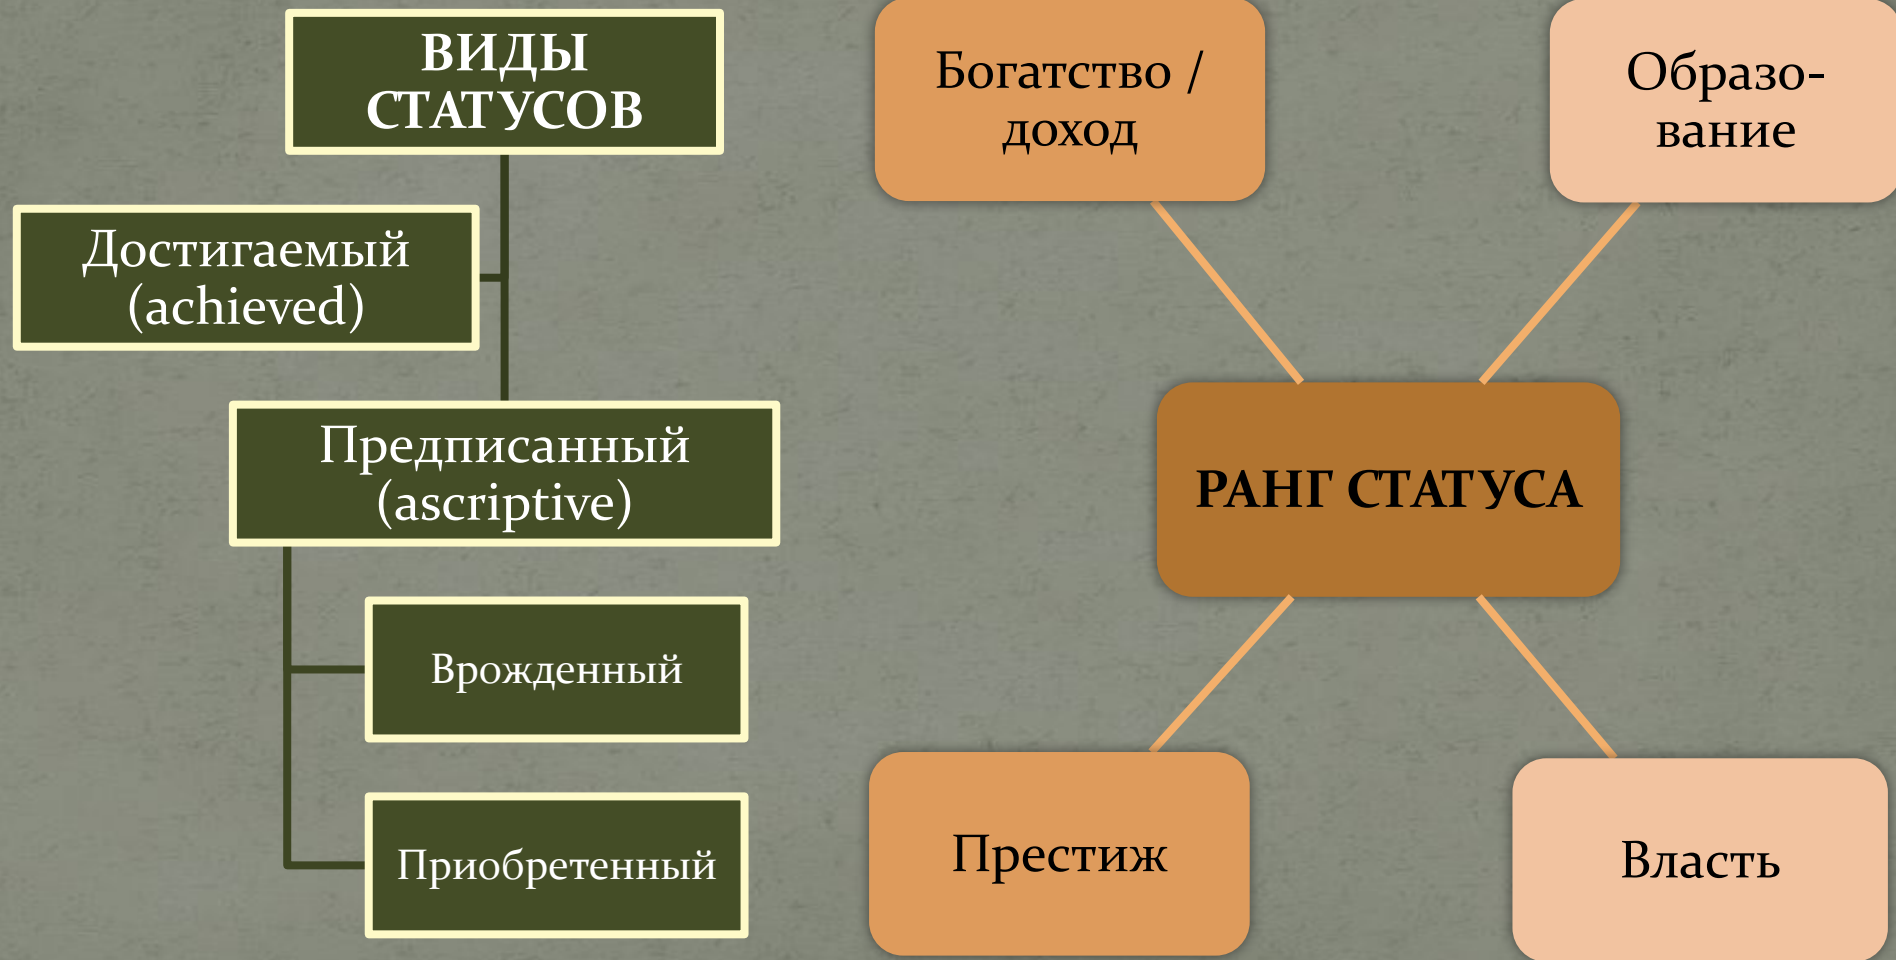 ВИДЫ
СТАТУСОВ
Достигаемый
(achieved)
Предписанный
(ascriptive)
Врожденный
Приобретенный
Богатство /
доход
Образо-
вание
РАНГ СТАТУСА
Престиж
Власть